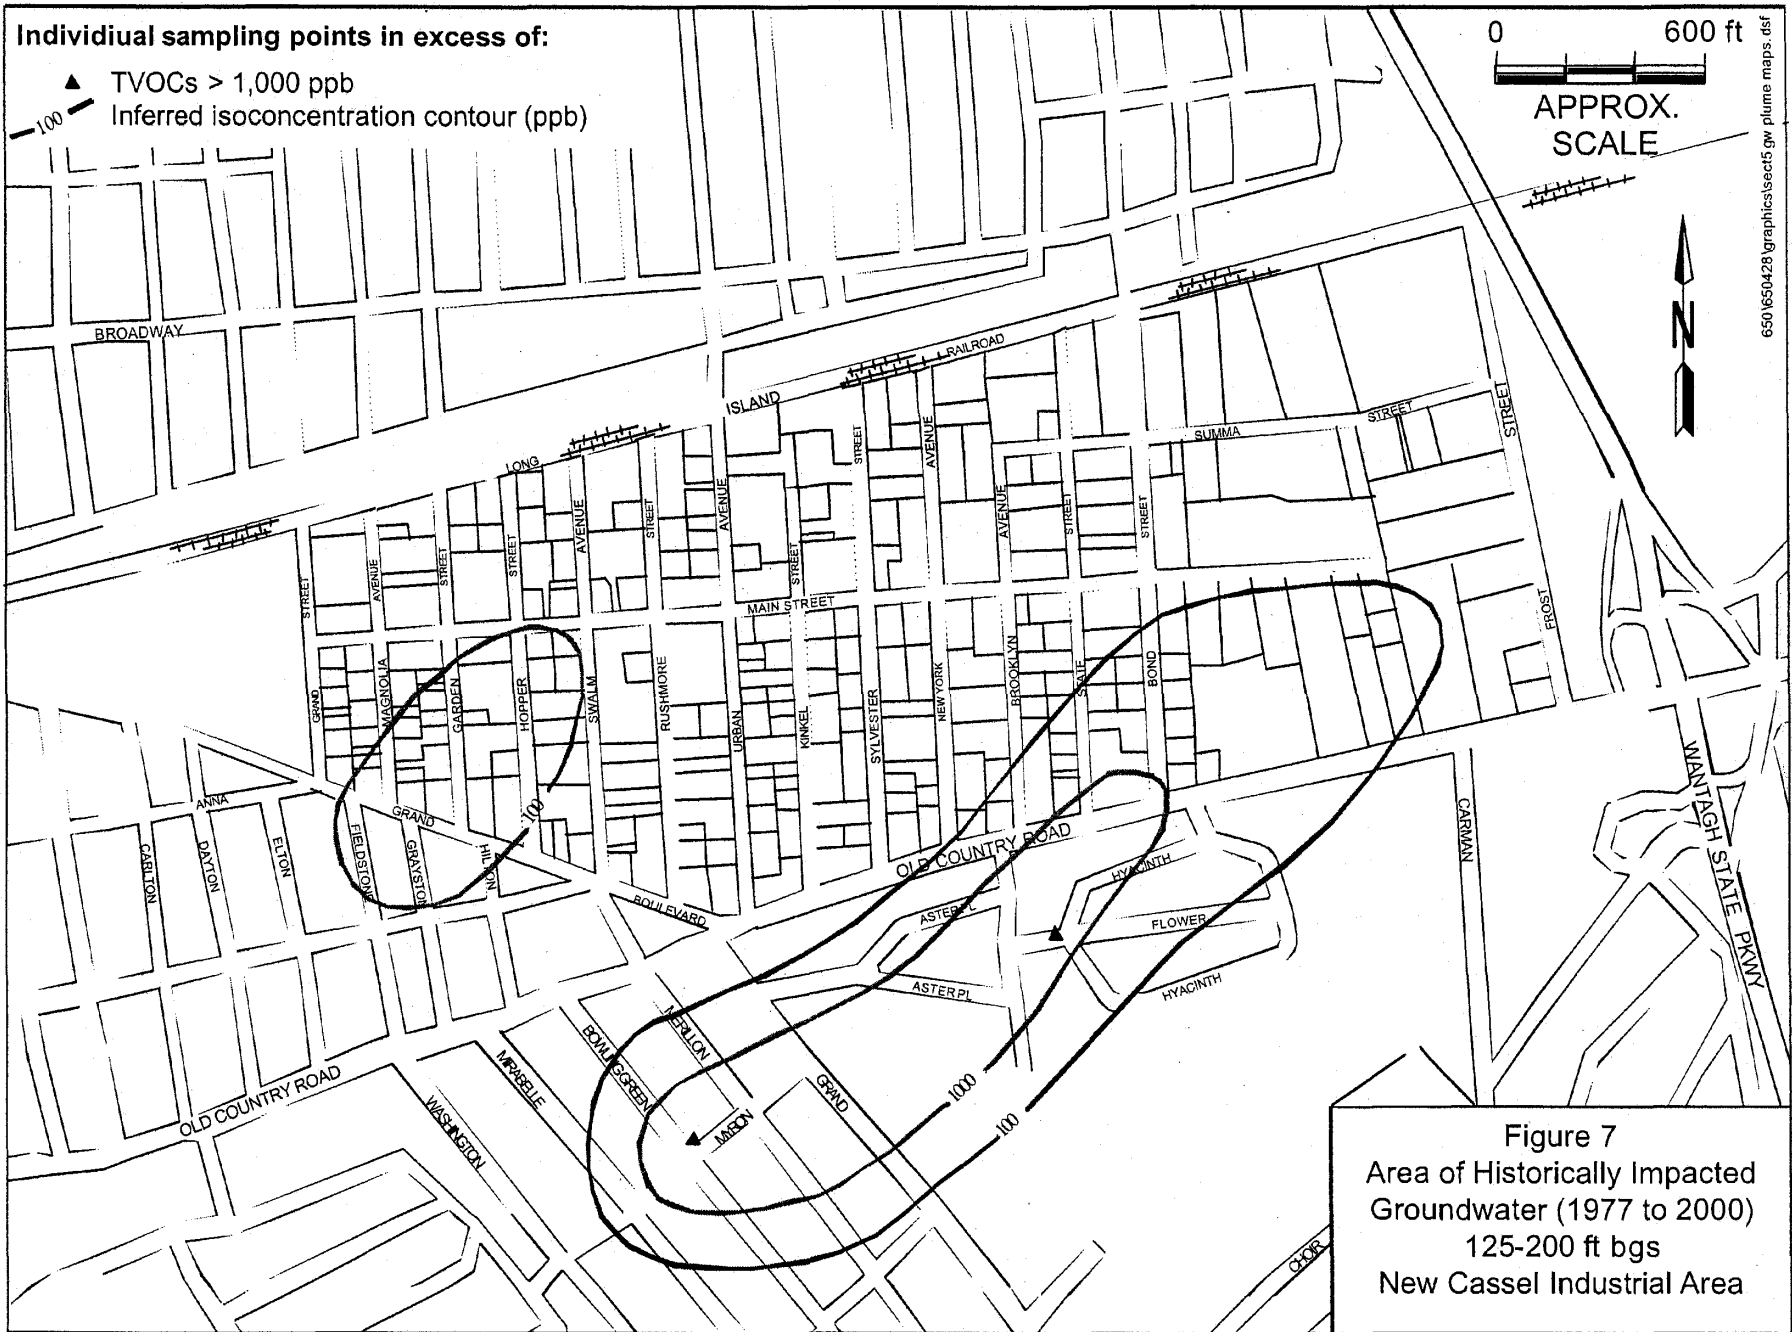 Individiual sampling points in excess of:
TVOCs > 1,000 ppb
100
Inferred isoconcentration contour (ppb)
0 600 ft
APPROX.
SCALE
650\650428\graphics\sect5 gw plume maps.dsf
N
BROADWAY
LONG
ISLAND
RAILROAD
SUMMA
STREET
STREET
STREET
AVENUE
STREET
STREET
AVENUE
STREET
AVENUE
STREET
STREET
AVENUE
AVENUE
STREET
STREET
MAIN STREET
FROST
GRAND
MAGNOLIA
GARDEN
HOPPER
SWALM
RUSHMORE
URBAN
KINKEL
SYLVESTER
NEW YORK
BROOKLYN
STATE
BOND
100
ANNA
GRAND
BOULEVARD
CARLTON
DAYTON
ELTON
FIELDSTONE
GRAYSTON
OLD COUNTRY ROAD
HYACINTH
ASTER PL
FLOWER
ASTER PL
HYACINTH
CARMAN
WANTAGH STATE PKWY
OLD COUNTRY ROAD
WASHINGTON
MIRABELLE
BOWLING GREEN
MERILLON
MYRON
GRAND
1000
100
CHOIR
Figure 7
Area of Historically Impacted
Groundwater (1977 to 2000)
125-200 ft bgs
New Cassel Industrial Area